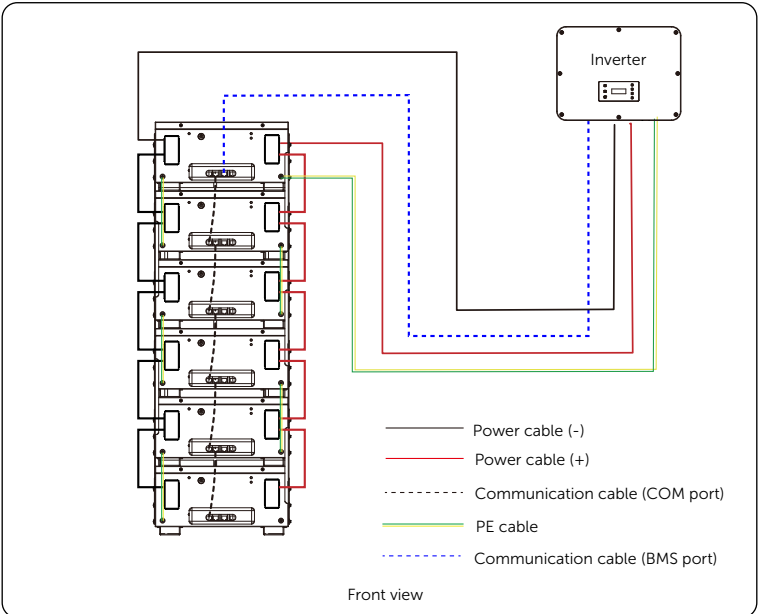 Inverter
Power cable (-)
Power cable (+)
Communication cable (COM port)
PE cable
Communication cable (BMS port)
Front view